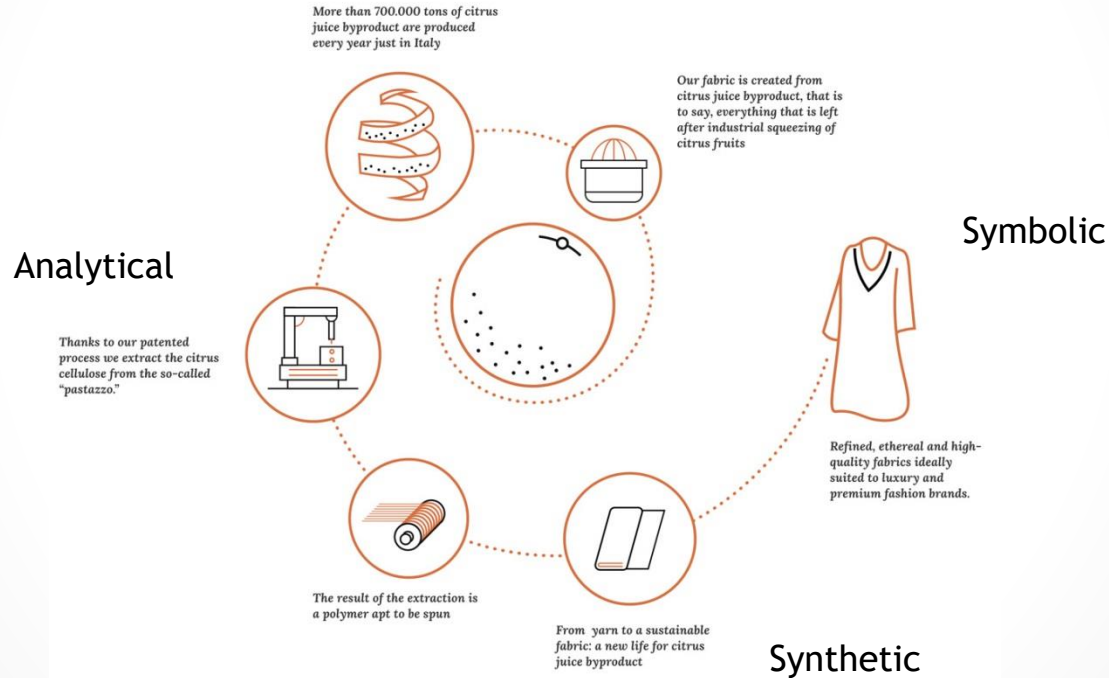 More than 700.000 tons of citrus
juice byproduct are produced
every year just in Italy
Our fabric is created from
citrus juice byproduct, that is
to say, everything that is left
after industrial squeezing of
citrus fruits
Symbolic
Analytical
Thanks to our patented
process we extract the citrus
cellulose from the so-called
“pastazzo.”
Refined, ethereal and high-
quality fabrics ideally
suited to luxury and
premium fashion brands.
The result of the extraction is
a polymer apt to be spun
From yarn to a sustainable
fabric: a new life for citrus
juice byproduct
Synthetic